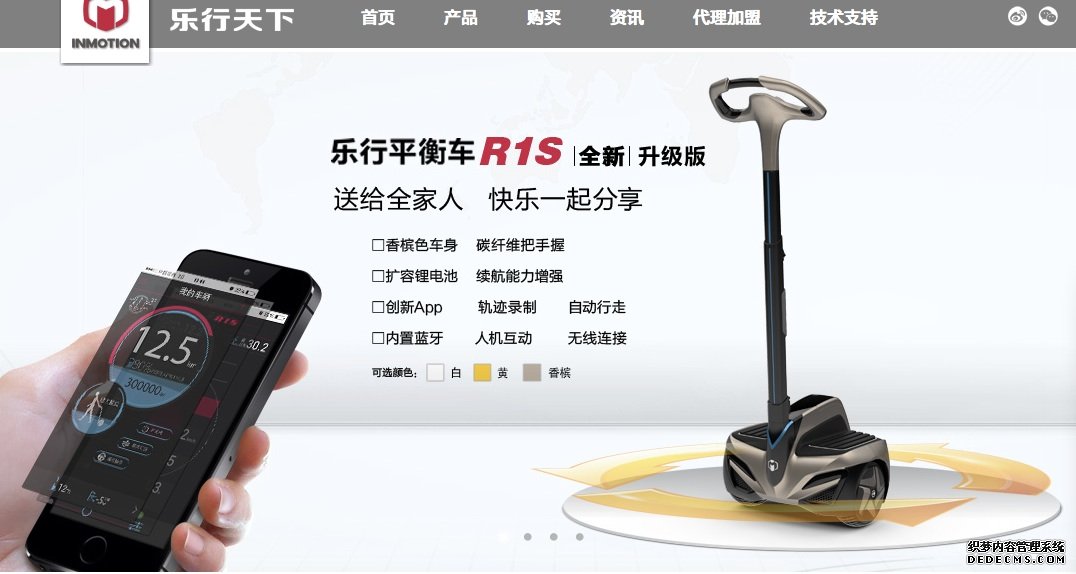 INMOTION
乐行天下
首页 产品 购买 资讯 代理加盟 技术支持
乐行平衡车 R1S |全新| 升级版
送给全家人 快乐一起分享
□香槟色车身 碳纤维把手握
□扩容锂电池 续航能力增强
□创新App 轨迹录制 自动行走
□内置蓝牙 人机互动 无线连接
可选颜色: 白 黄 香槟
我的车辆
R1S
12.5
30.2
300000
织梦内容管理系统
DEDECMS.COM